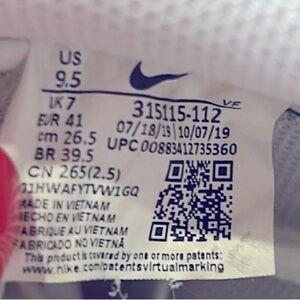 US
9.5
UK 7
EUR 41
cm 26.5
BR 39.5
CN 265(2.5)
315115-112 VF
07/18/19 10/07/19
UPC 00883412735360
MADE IN VIETNAM
HECHO EN VIETNAM
FABRIQUE AU VIETNAM
FABRICADO NO VIETNÃ
This product is covered by one or more patents:
www.nike.com/patentsvirtualmarking